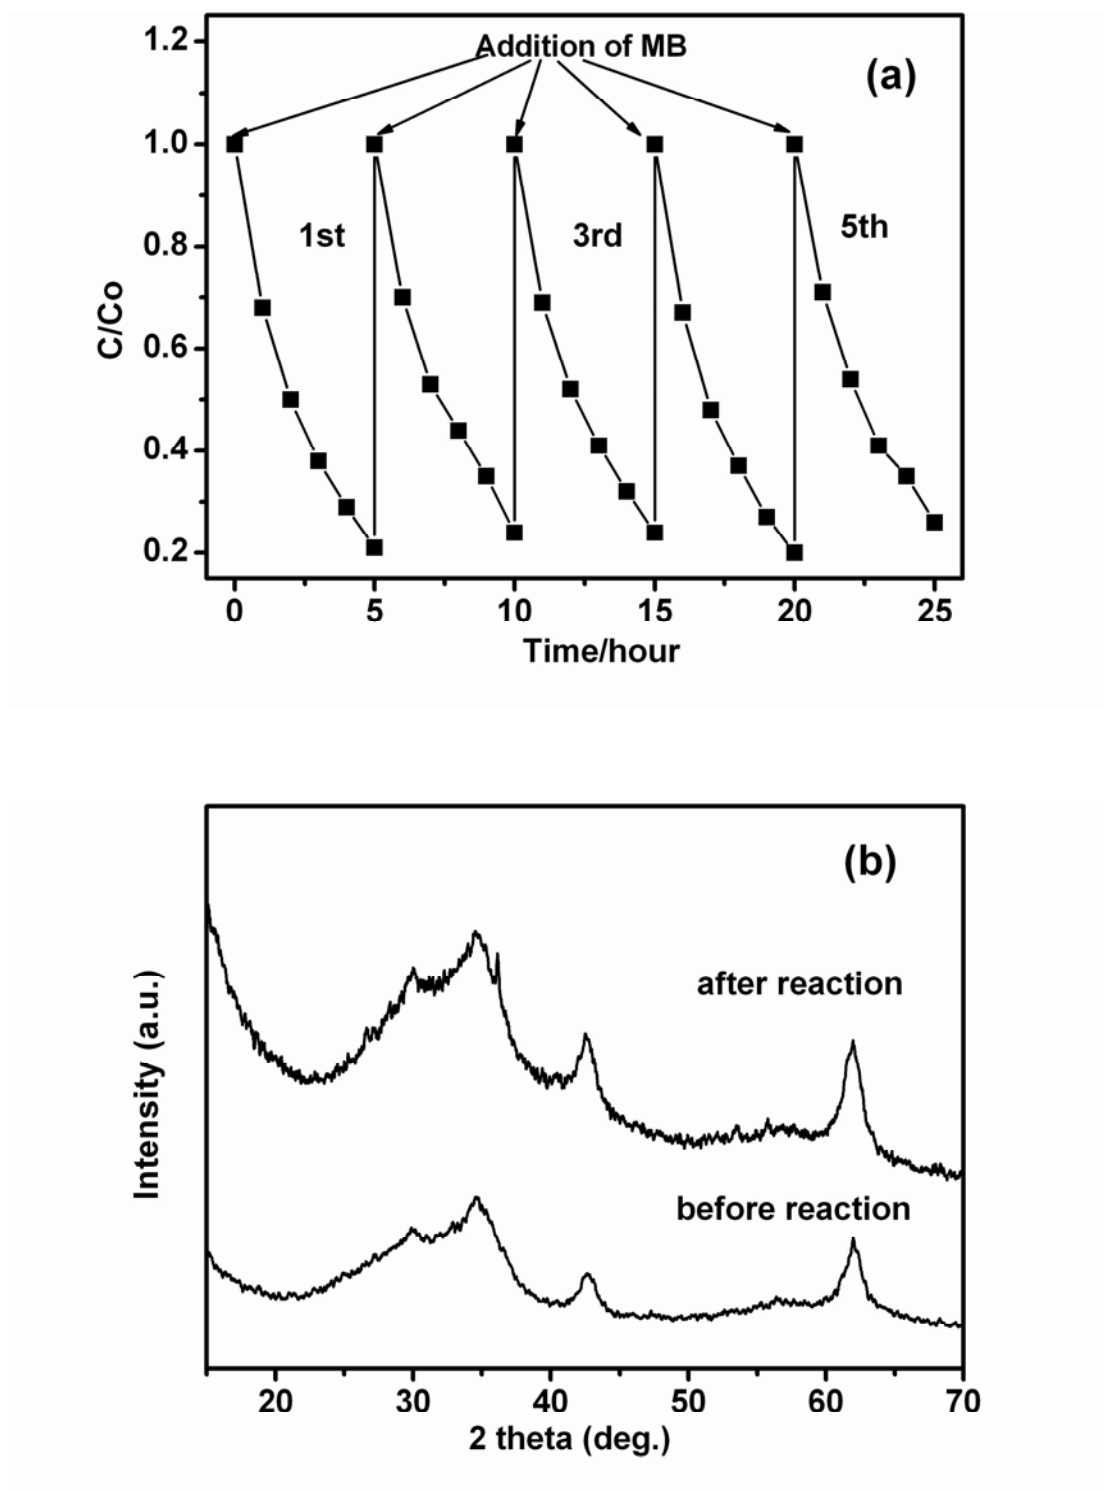 Addition of MB
(a)
1st
3rd
5th
C/Co
1.2
1.0
0.8
0.6
0.4
0.2
0 5 10 15 20 25
Time/hour
(b)
after reaction
before reaction
Intensity (a.u.)
20 30 40 50 60 70
2 theta (deg.)